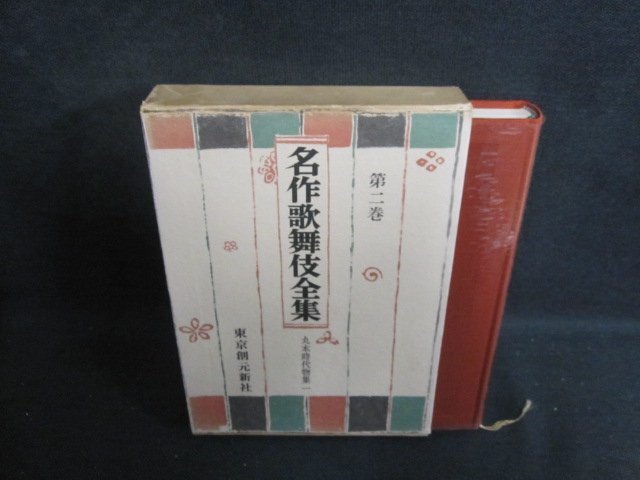 第二巻
名作歌舞伎全集
丸本時代物集一
東京創元新社